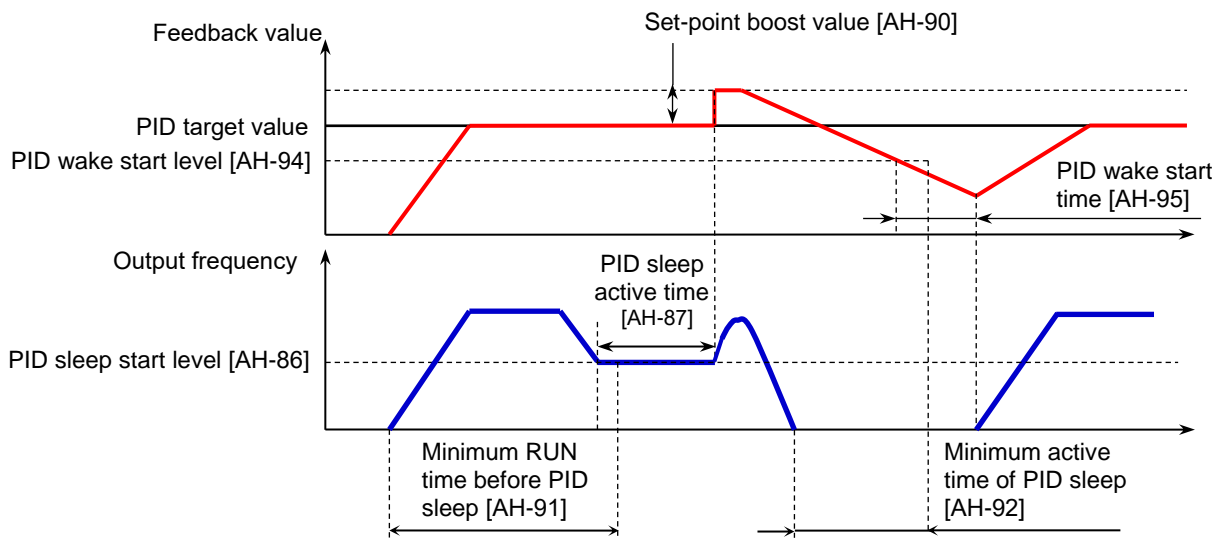 Set-point boost value [AH-90]
Feedback value
PID target value
PID wake start level [AH-94]
PID wake start
time [AH-95]
Output frequency
PID sleep
active time
[AH-87]
PID sleep start level [AH-86]
Minimum RUN
time before PID
sleep [AH-91]
Minimum active
time of PID sleep
[AH-92]